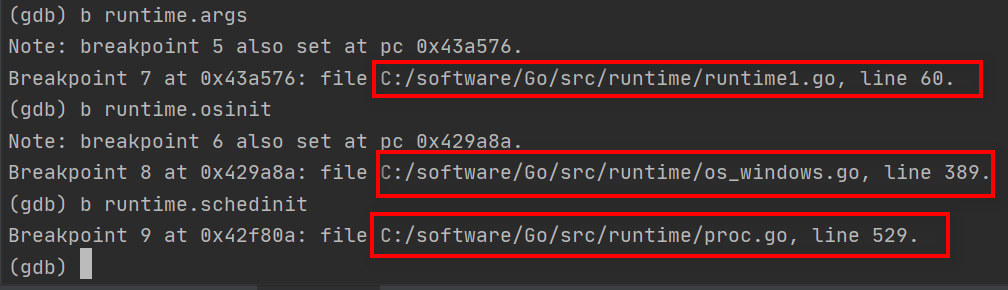 (gdb) b runtime.args
Note: breakpoint 5 also set at pc 0x43a576.
Breakpoint 7 at 0x43a576: file C:/software/Go/src/runtime/runtime1.go, line 60.
(gdb) b runtime.osinit
Note: breakpoint 6 also set at pc 0x429a8a.
Breakpoint 8 at 0x429a8a: file C:/software/Go/src/runtime/os_windows.go, line 389.
(gdb) b runtime.schedinit
Breakpoint 9 at 0x42f80a: file C:/software/Go/src/runtime/proc.go, line 529.
(gdb)